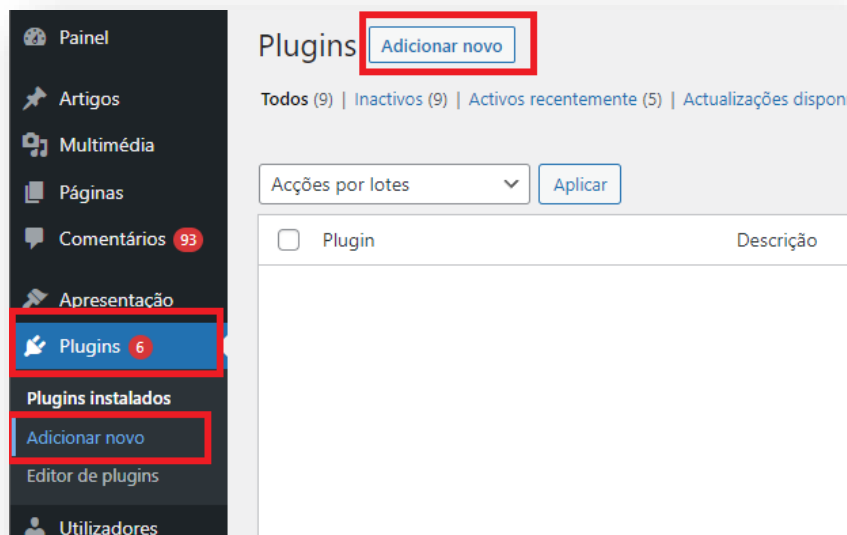 Painel
Artigos
Multimédia
Páginas
Comentários 93
Apresentação
Plugins 6
Plugins instalados
Adicionar novo
Editor de plugins
Utilizadores
Plugins Adicionar novo
Todos (9) | Inactivos (9) | Activos recentemente (5) | Actualizações dispon
Acções por lotes Aplicar
Plugin Descrição